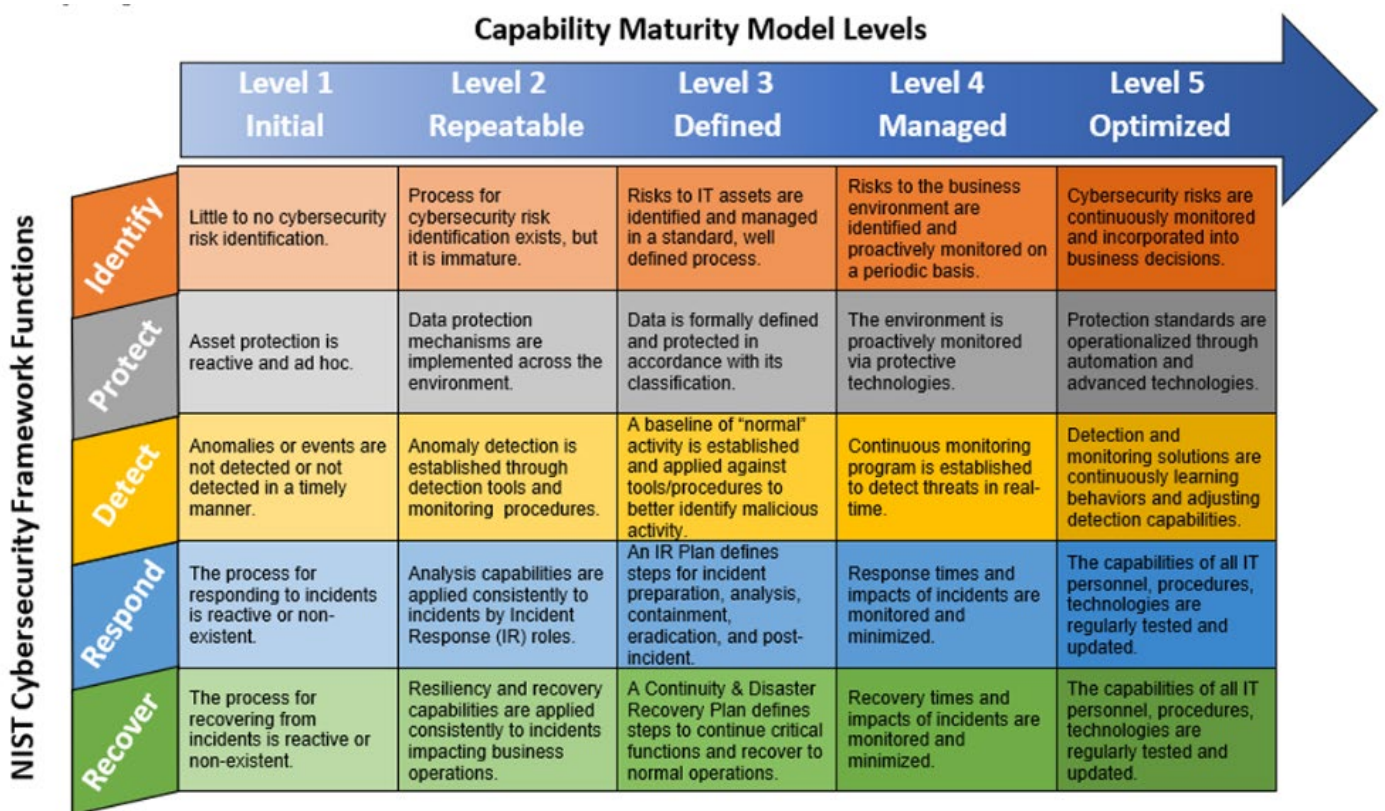 Capability Maturity Model Levels
Level 1
Initial
Level 2
Repeatable
Level 3
Defined
Level 4
Managed
Level 5
Optimized
NIST Cybersecurity Framework Functions
Identify
Little to no cybersecurity
risk identification.
Process for
cybersecurity risk
identification exists, but
it is immature.
Risks to IT assets are
identified and managed
in a standard, well
defined process.
Risks to the business
environment are
identified and
proactively monitored on
a periodic basis.
Cybersecurity risks are
continuously monitored
and incorporated into
business decisions.
Protect
Asset protection is
reactive and ad hoc.
Data protection
mechanisms are
implemented across the
environment.
Data is formally defined
and protected in
accordance with its
classification.
The environment is
proactively monitored
via protective
technologies.
Protection standards are
operationalized through
automation and
advanced technologies.
Detect
Anomalies or events are
not detected or not
detected in a timely
manner.
Anomaly detection is
established through
detection tools and
monitoring procedures.
A baseline of “normal”
activity is established
and applied against
tools/procedures to
better identify malicious
activity.
Continuous monitoring
program is established
to detect threats in real-
time.
Detection and
monitoring solutions are
continuously learning
behaviors and adjusting
detection capabilities.
Respond
The process for
responding to incidents
is reactive or non-
existent.
Analysis capabilities are
applied consistently to
incidents by Incident
Response (IR) roles.
An IR Plan defines
steps for incident
preparation, analysis,
containment,
eradication, and post-
incident.
Response times and
impacts of incidents are
monitored and
minimized.
The capabilities of all IT
personnel, procedures,
technologies are
regularly tested and
updated.
Recover
The process for
recovering from
incidents is reactive or
non-existent.
Resiliency and recovery
capabilities are applied
consistently to incidents
impacting business
operations.
A Continuity & Disaster
Recovery Plan defines
steps to continue critical
functions and recover to
normal operations.
Recovery times and
impacts of incidents are
monitored and
minimized.
The capabilities of all IT
personnel, procedures,
technologies are
regularly tested and
updated.